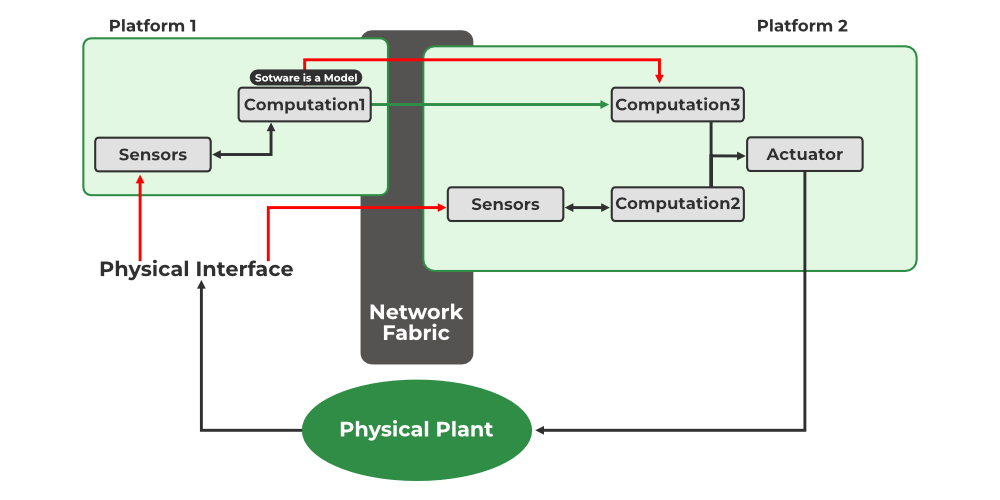 Platform 1
Platform 2
Sotware is a Model
Computation1
Computation3
Sensors
Actuator
Sensors
Computation2
Physical Interface
Network
Fabric
Physical Plant